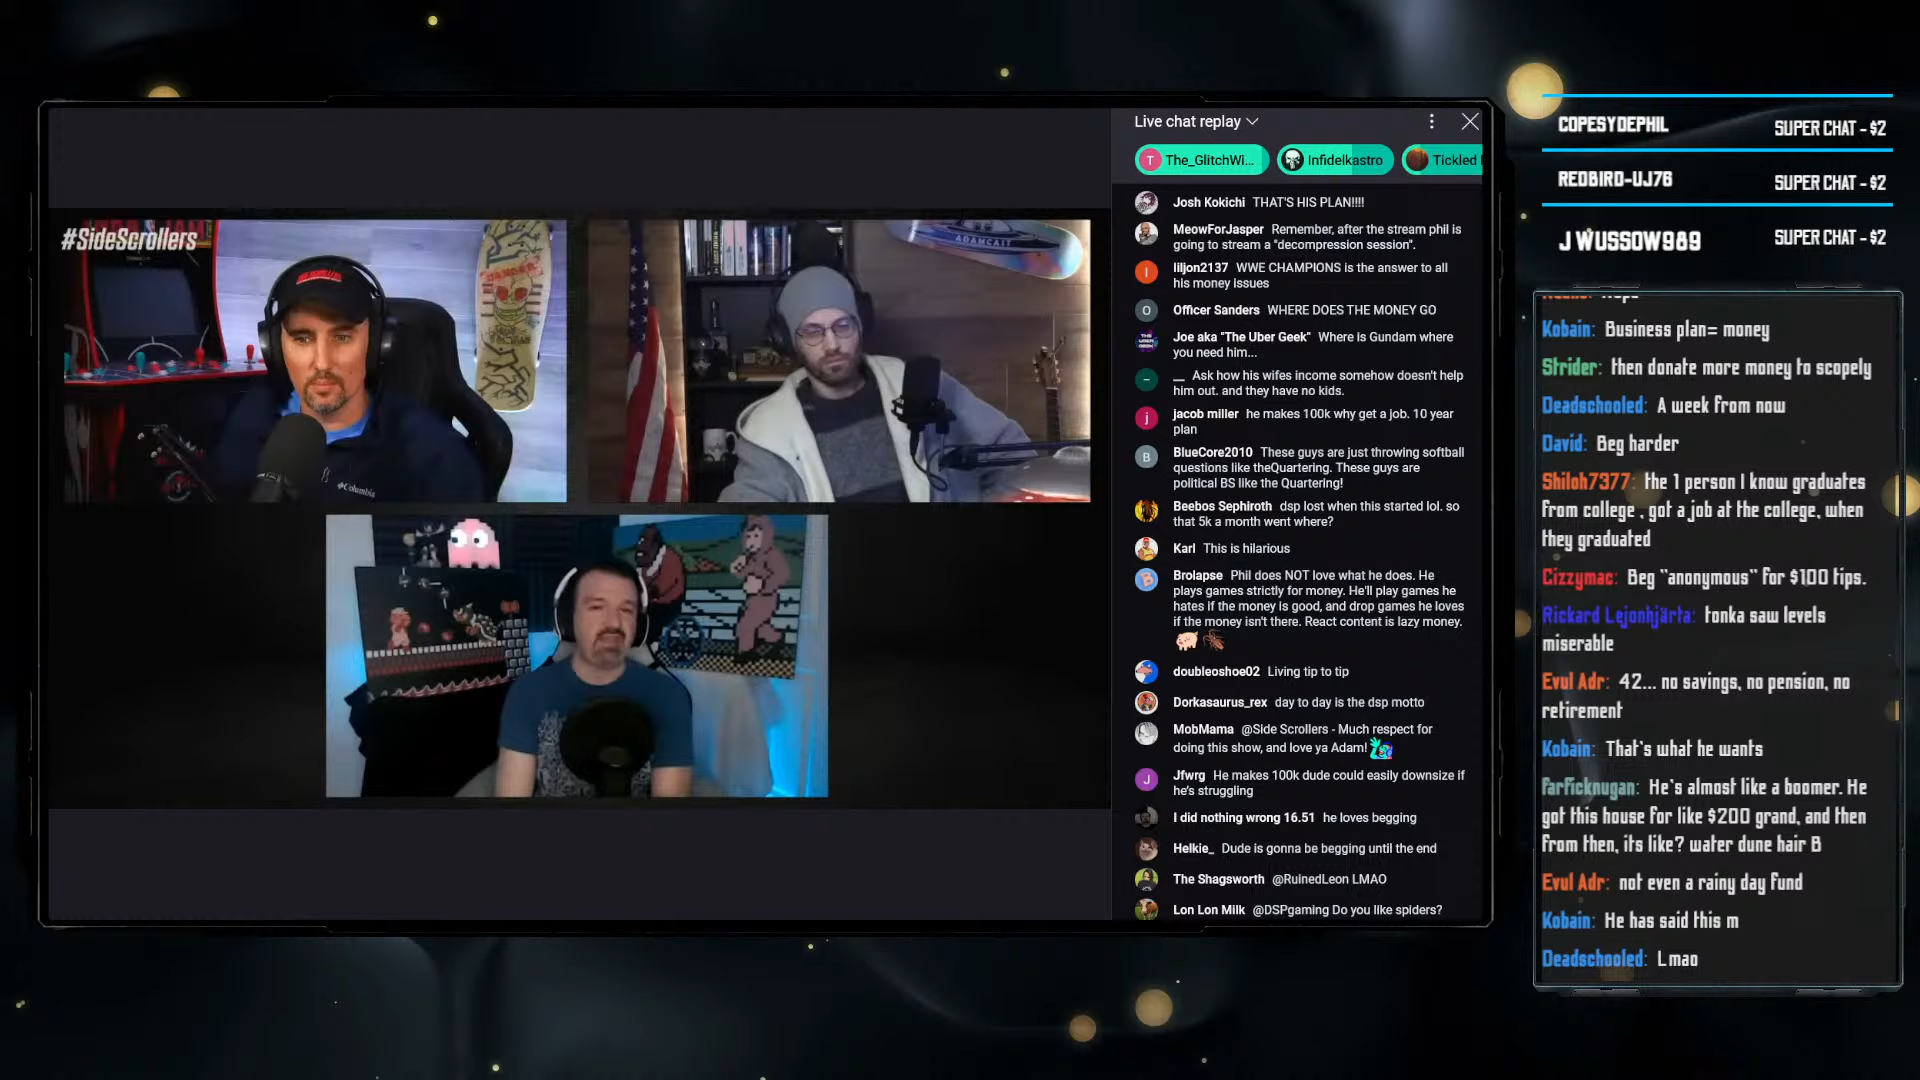 #SideScrollers
ADAMCAIT
DANGER
Columbia
Live chat replay
T The_GlitchWi...
Infidelkastro
Tickled
Josh Kokichi THAT'S HIS PLAN!!!!
MeowForJasper Remember, after the stream phil is
going to stream a "decompression session".
liljon2137 WWE CHAMPIONS is the answer to all
his money issues
O Officer Sanders WHERE DOES THE MONEY GO
Joe aka "The Uber Geek" Where is Gundam where
you need him...
__ Ask how his wifes income somehow doesn't help
him out. and they have no kids.
j jacob miller he makes 100k why get a job. 10 year
plan
B BlueCore2010 These guys are just throwing softball
questions like theQuartering. These guys are
political BS like the Quartering!
Beebos Sephiroth dsp lost when this started lol. so
that 5k a month went where?
Karl This is hilarious
Brolapse Phil does NOT love what he does. He
plays games strictly for money. He'll play games he
hates if the money is good, and drop games he loves
if the money isn't there. React content is lazy money.
doubleoshoe02 Living tip to tip
Dorkasaurus_rex day to day is the dsp motto
MobMama @Side Scrollers - Much respect for
doing this show, and love ya Adam!
J Jfwrg He makes 100k dude could easily downsize if
he's struggling
I did nothing wrong 16.51 he loves begging
Helkie_ Dude is gonna be begging until the end
The Shagsworth @RuinedLeon LMAO
Lon Lon Milk @DSPgaming Do you like spiders?
COPESYDEPHIL SUPER CHAT - $2
REDBIRD-UJ76 SUPER CHAT - $2
J WUSSOW989 SUPER CHAT - $2
Kobain: Business plan= money
Strider: then donate more money to scopely
Deadschooled: A week from now
David: Beg harder
Shiloh7377: the 1 person I know graduates
from college , got a job at the college, when
they graduated
Cizzymac: Beg "anonymous" for $100 tips.
Rickard Lejonhjärta: tonka saw levels
miserable
Evul Adr: 42... no savings, no pension, no
retirement
Kobain: That's what he wants
farficknugan: He's almost like a boomer. He
got this house for like $200 grand, and then
from then, its like? water dune hair B
Evul Adr: not even a rainy day fund
Kobain: He has said this m
Deadschooled: Lmao